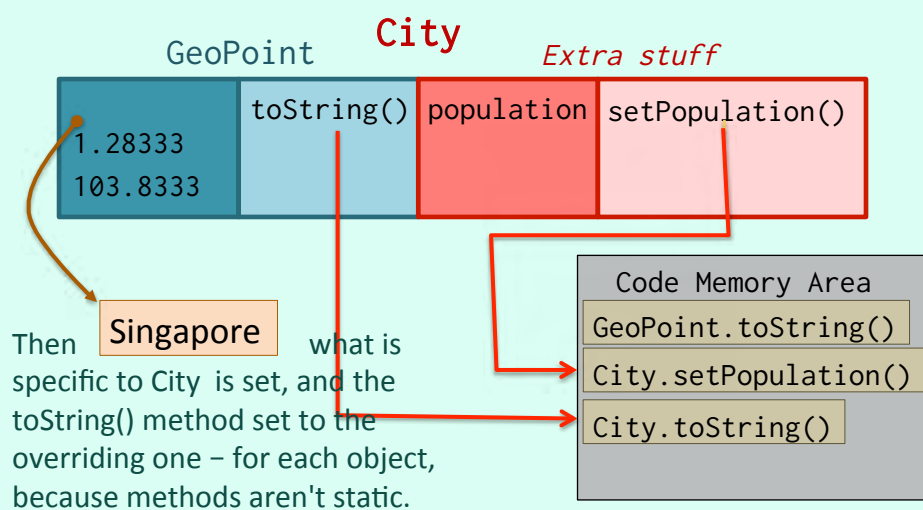 City
GeoPoint
Extra stuff
toString()
population
setPopulation()
1.28333
103.8333
Code Memory Area
GeoPoint.toString()
City.setPopulation()
City.toString()
Singapore
Then what is
specific to City is set, and the
toString() method set to the
overriding one – for each object,
because methods aren't static.